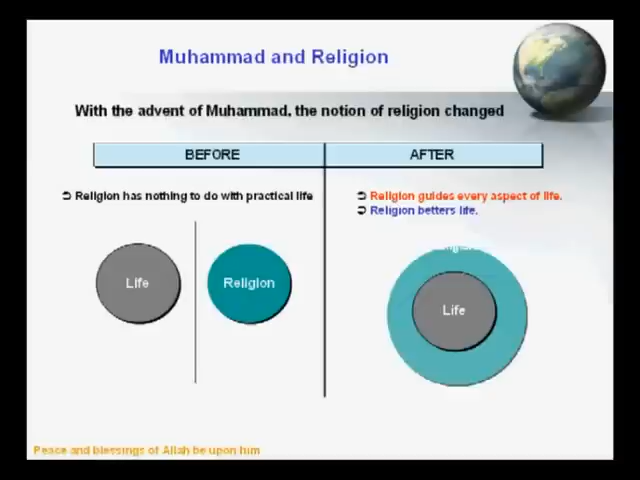 Muhammad and Religion
With the advent of Muhammad, the notion of religion changed
BEFORE
AFTER
Religion has nothing to do with practical life
Religion guides every aspect of life.
Religion betters life.
Life
Religion
Life
Peace and blessings of Allah be upon him